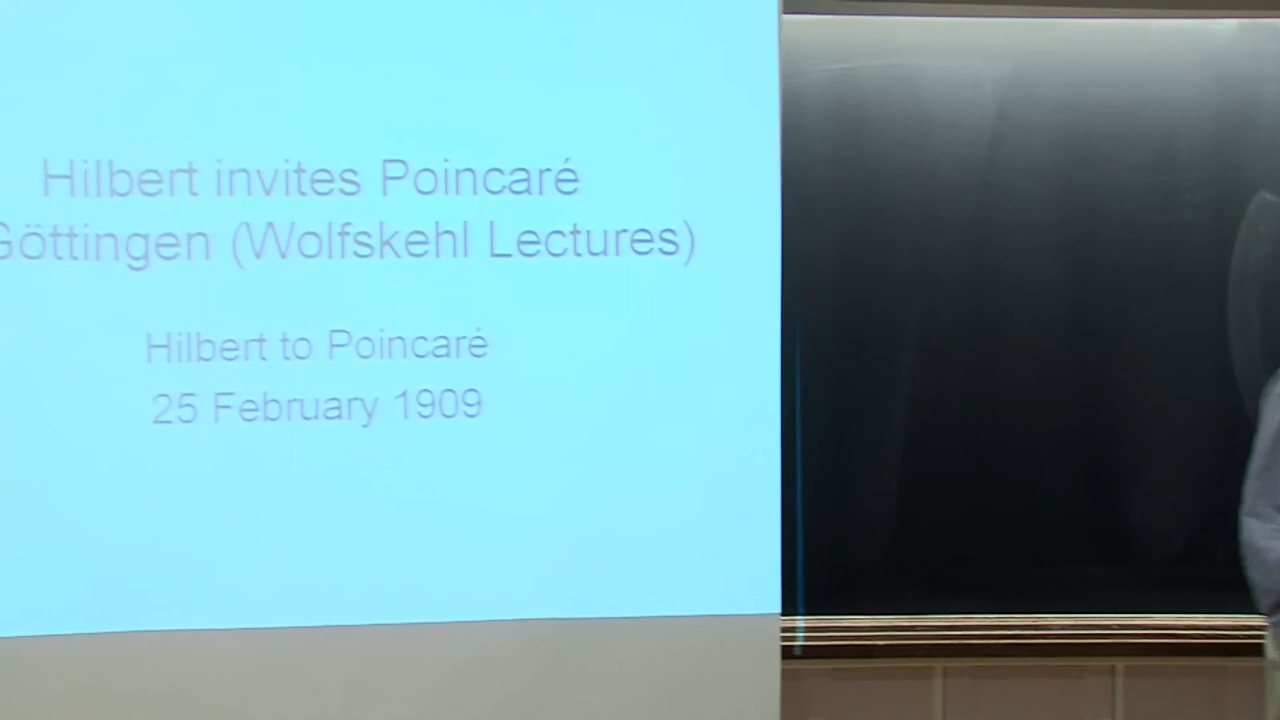 Hilbert invites Poincaré
Göttingen (Wolfskehl Lectures)
Hilbert to Poincaré
25 February 1909